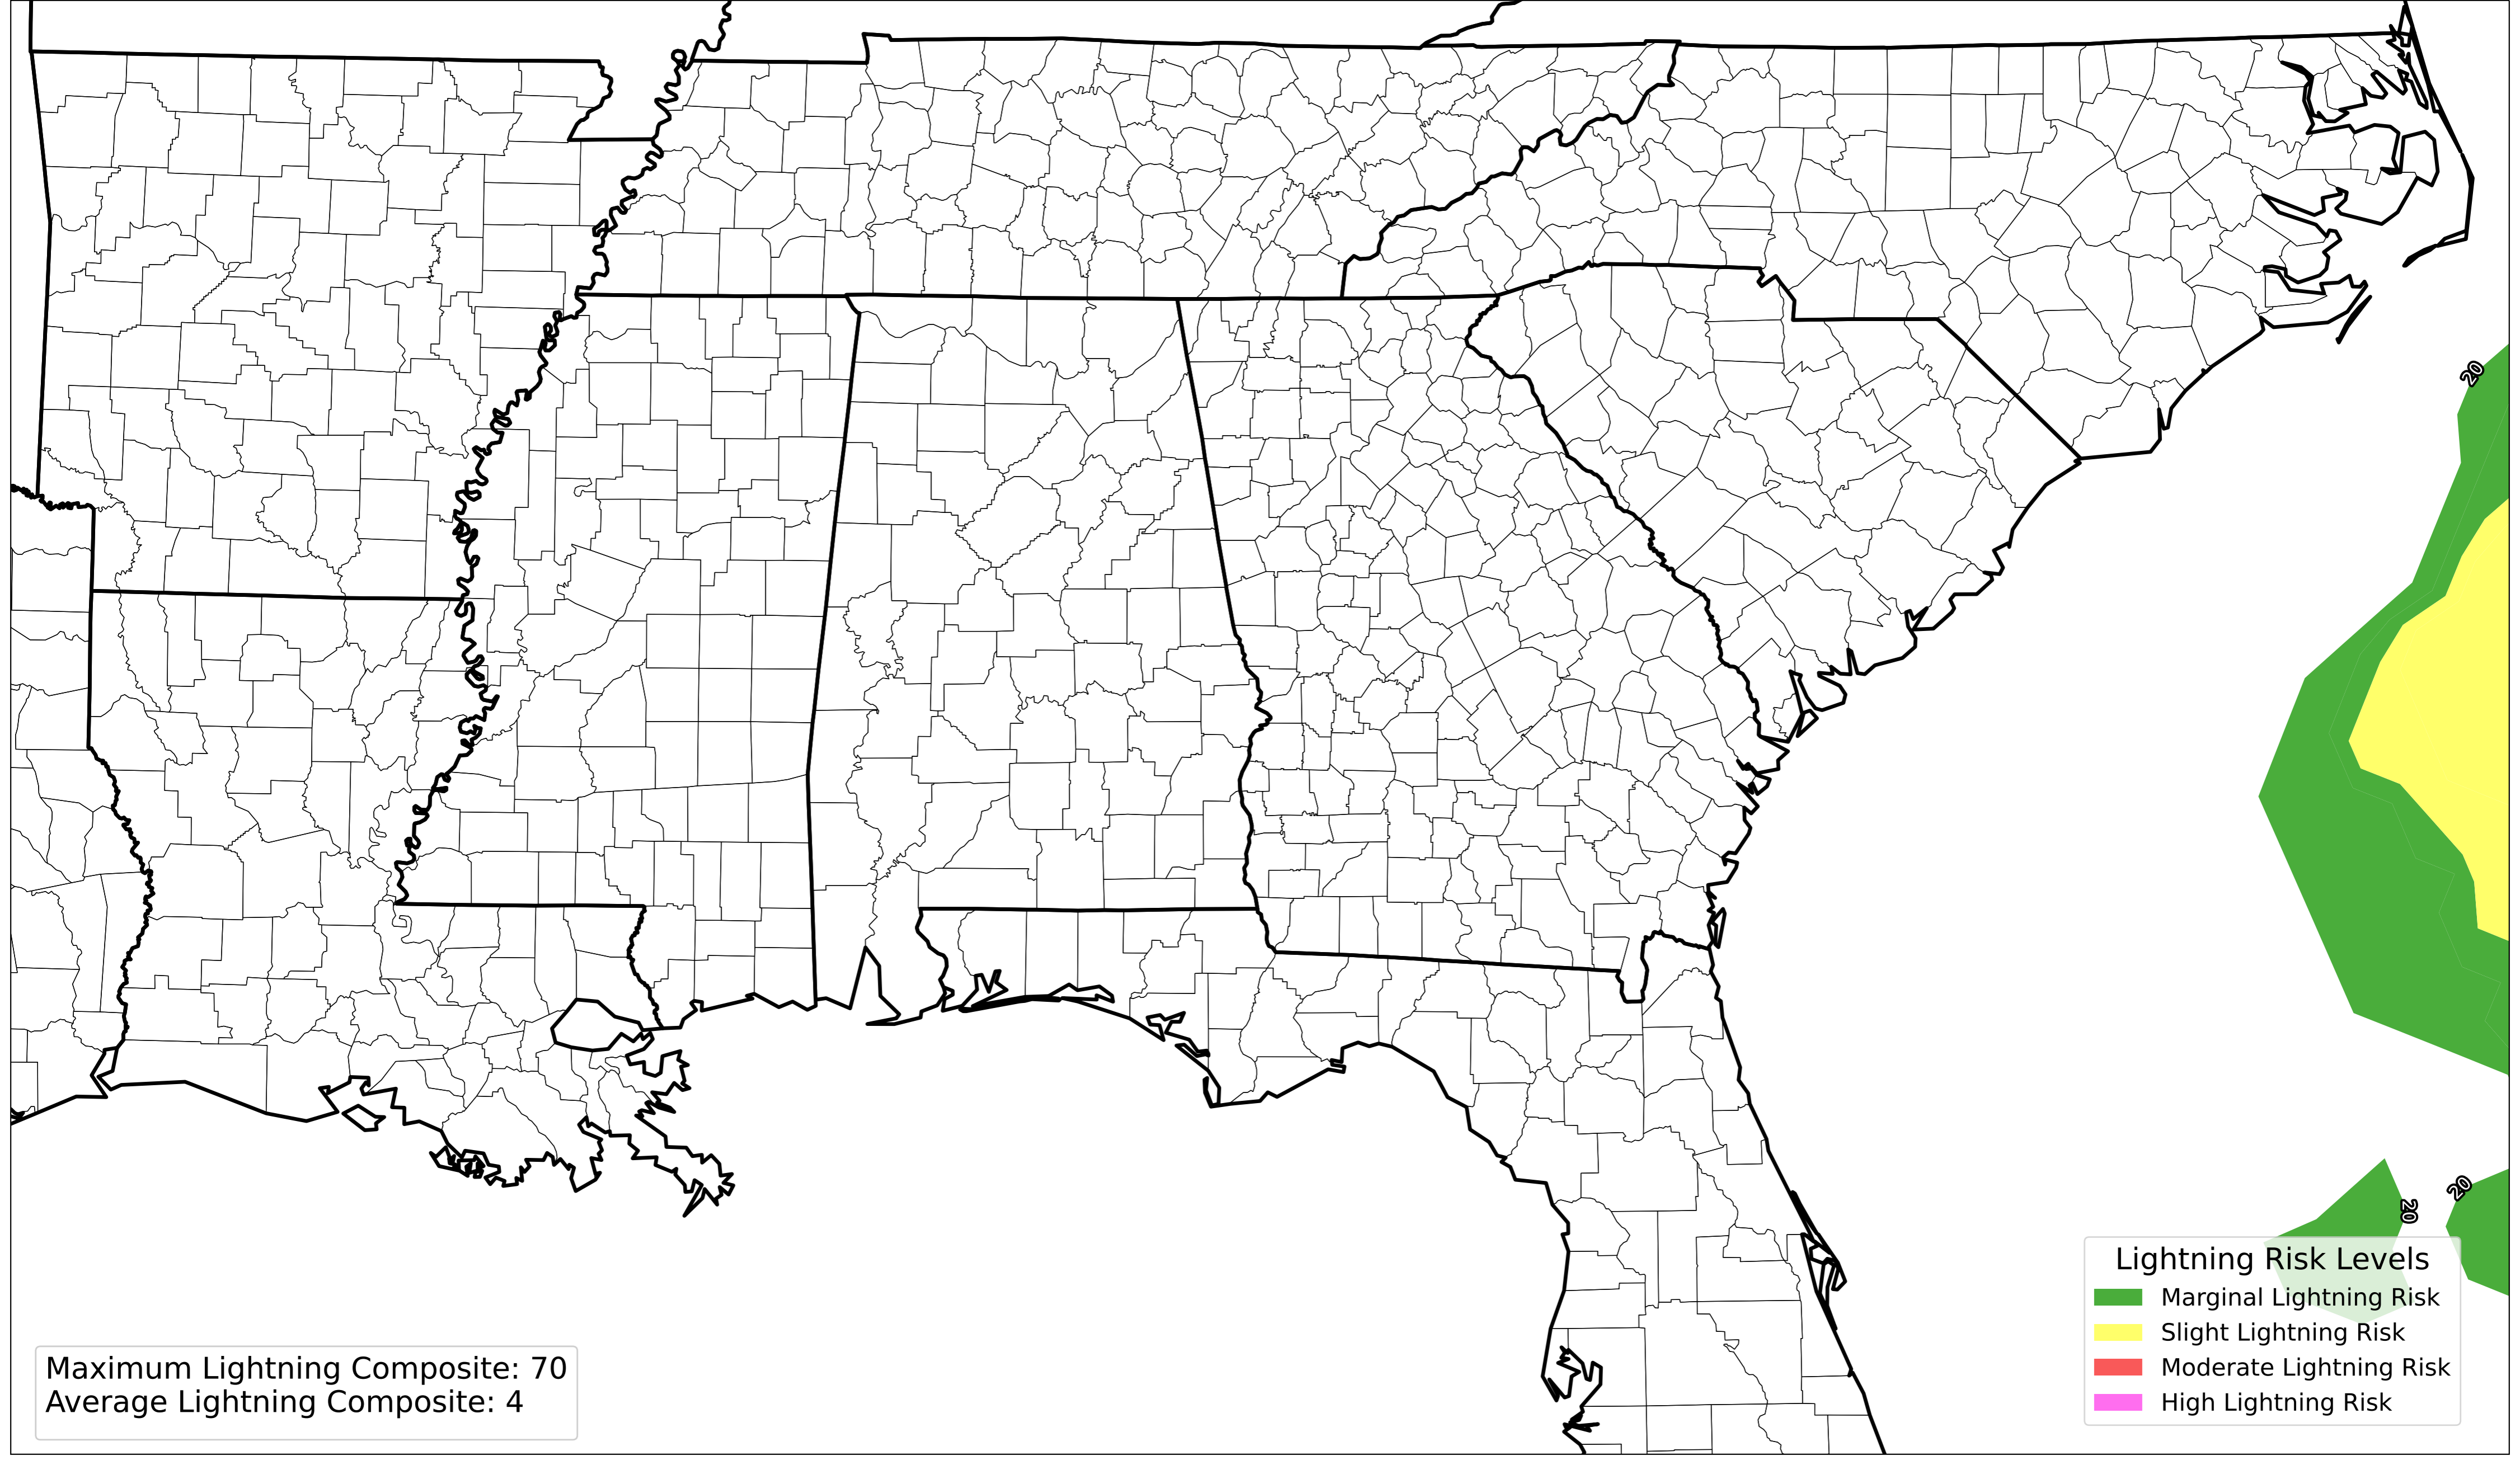 20
20
20
Lightning Risk Levels
Marginal Lightning Risk
Slight Lightning Risk
Moderate Lightning Risk
High Lightning Risk
Maximum Lightning Composite: 70
Average Lightning Composite: 4